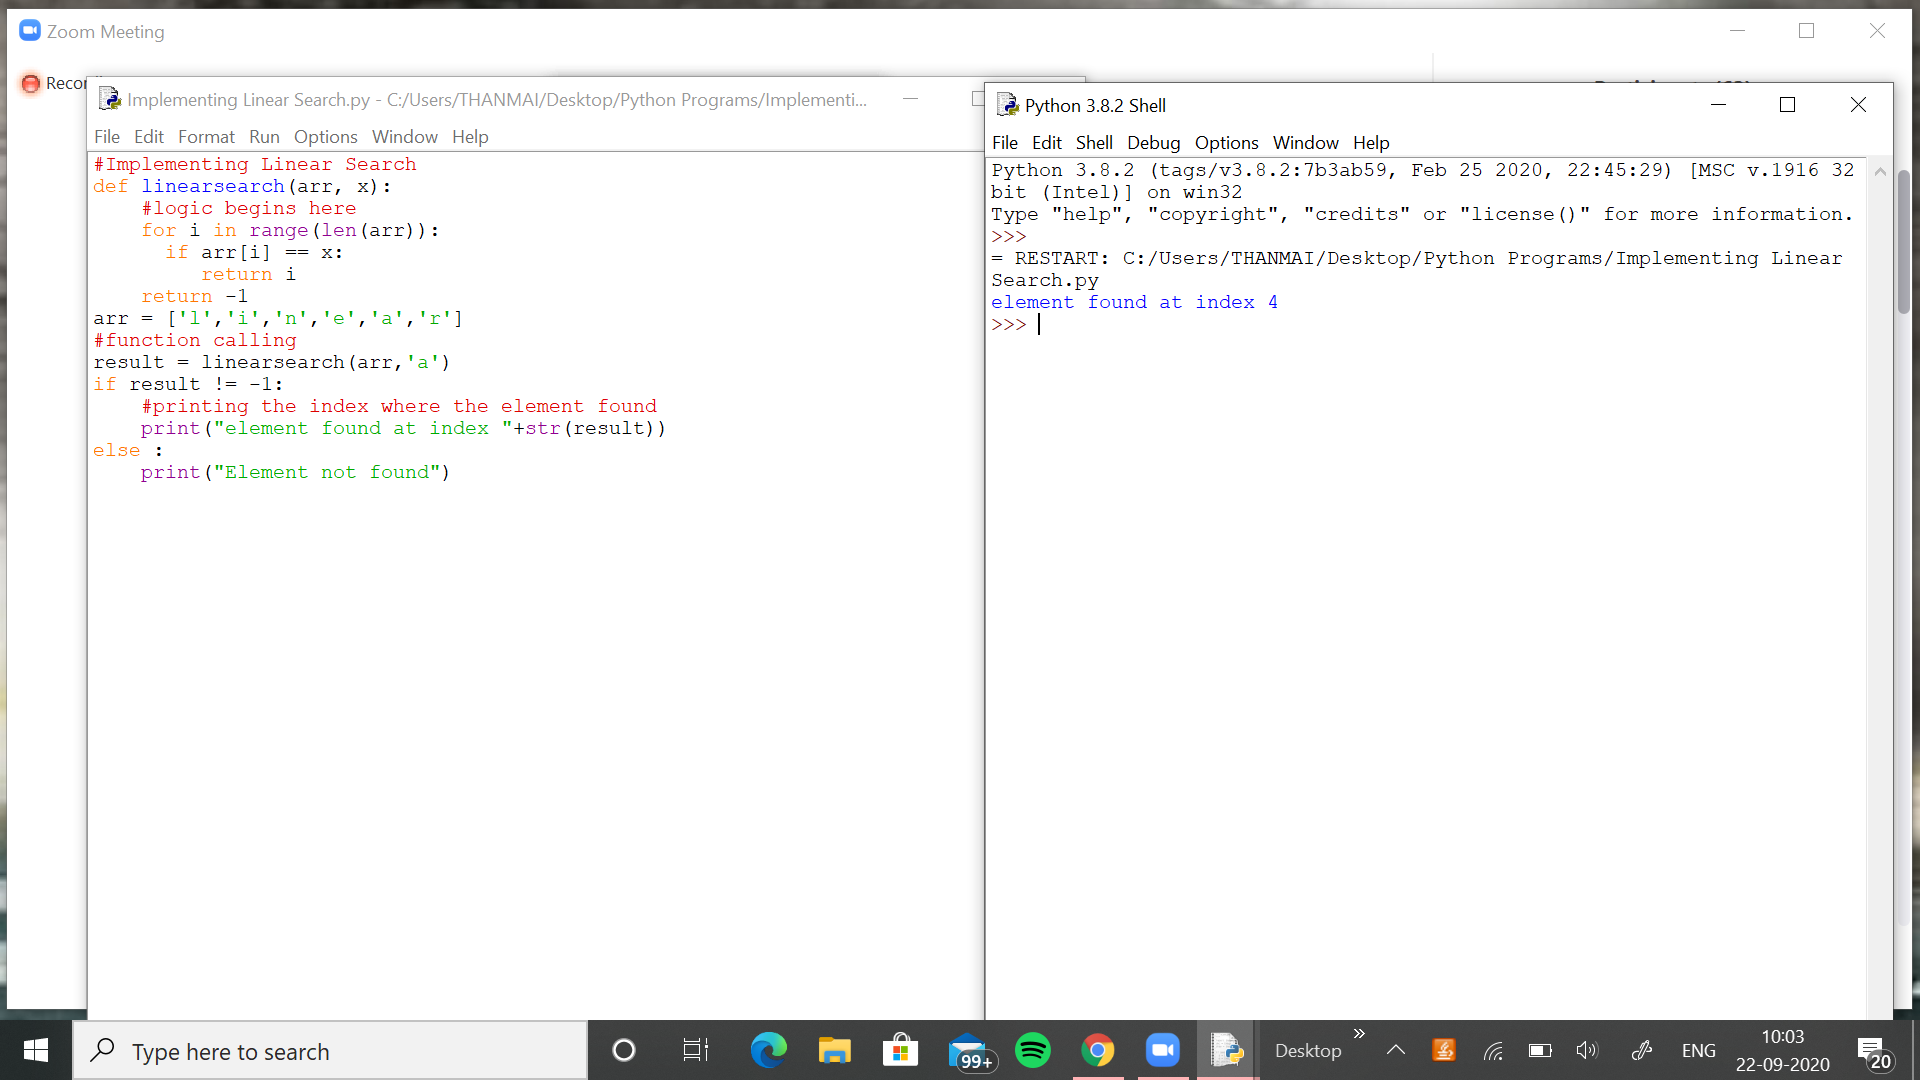 Zoom Meeting
Implementing Linear Search.py - C:/Users/THANMAI/Desktop/Python Programs/Implementi...
File Edit Format Run Options Window Help
#Implementing Linear Search
def linearsearch(arr, x):
    #logic begins here
    for i in range(len(arr)):
      if arr[i] == x:
         return i
    return -1
arr = ['l','i','n','e','a','r']
#function calling
result = linearsearch(arr,'a')
if result != -1:
    #printing the index where the element found
    print("element found at index "+str(result))
else :
    print("Element not found")
Python 3.8.2 Shell
File Edit Shell Debug Options Window Help
Python 3.8.2 (tags/v3.8.2:7b3ab59, Feb 25 2020, 22:45:29) [MSC v.1916 32
bit (Intel)] on win32
Type "help", "copyright", "credits" or "license()" for more information.
>>>
= RESTART: C:/Users/THANMAI/Desktop/Python Programs/Implementing Linear
Search.py
element found at index 4
>>>
Type here to search
99+
Desktop
ENG
10:03
22-09-2020
20